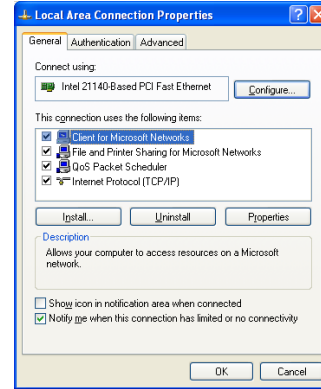 Local Area Connection Properties
General Authentication Advanced
Connect using:
Intel 21140-Based PCI Fast Ethernet Configure...
This connection uses the following items:
Client for Microsoft Networks
File and Printer Sharing for Microsoft Networks
QoS Packet Scheduler
Internet Protocol (TCP/IP)
Install... Uninstall Properties
Description
Allows your computer to access resources on a Microsoft
network.
Show icon in notification area when connected
Notify me when this connection has limited or no connectivity
OK Cancel